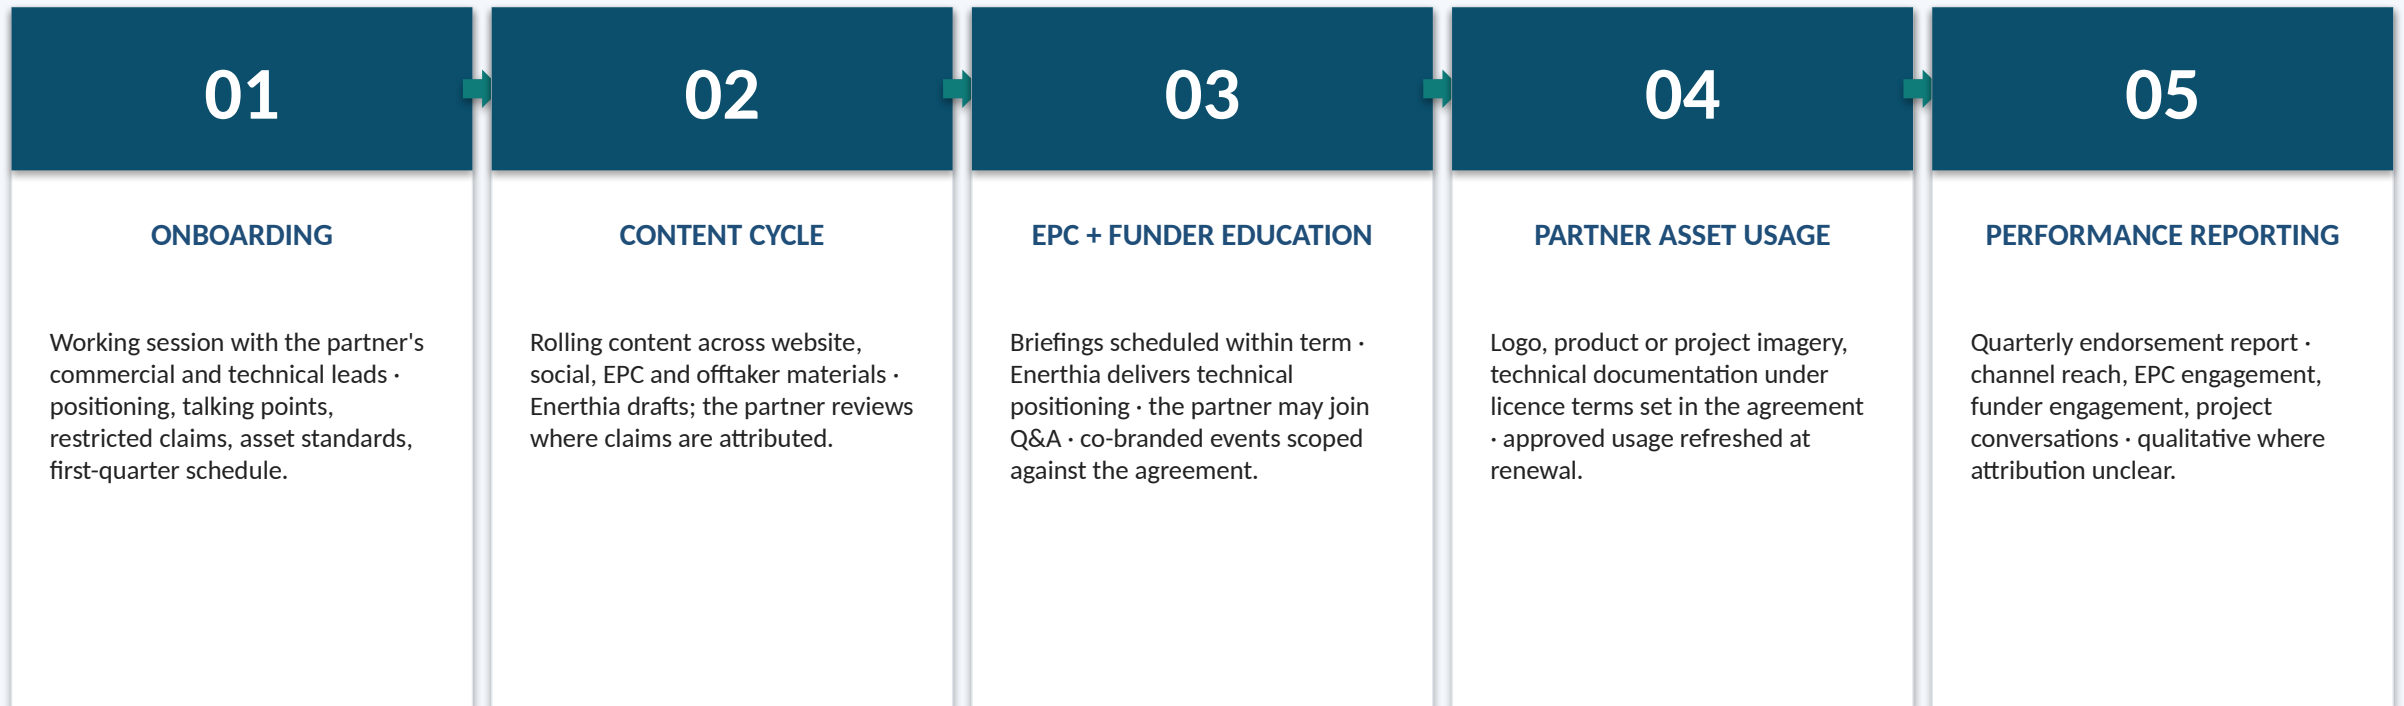 01
ONBOARDING
Working session with the partner's
commercial and technical leads ·
positioning, talking points,
restricted claims, asset standards,
first-quarter schedule.
02
CONTENT CYCLE
Rolling content across website,
social, EPC and offtaker materials ·
Enerthia drafts; the partner reviews
where claims are attributed.
03
EPC + FUNDER EDUCATION
Briefings scheduled within term ·
Enerthia delivers technical
positioning · the partner may join
Q&A · co-branded events scoped
against the agreement.
04
PARTNER ASSET USAGE
Logo, product or project imagery,
technical documentation under
licence terms set in the agreement
· approved usage refreshed at
renewal.
05
PERFORMANCE REPORTING
Quarterly endorsement report ·
channel reach, EPC engagement,
funder engagement, project
conversations · qualitative where
attribution unclear.